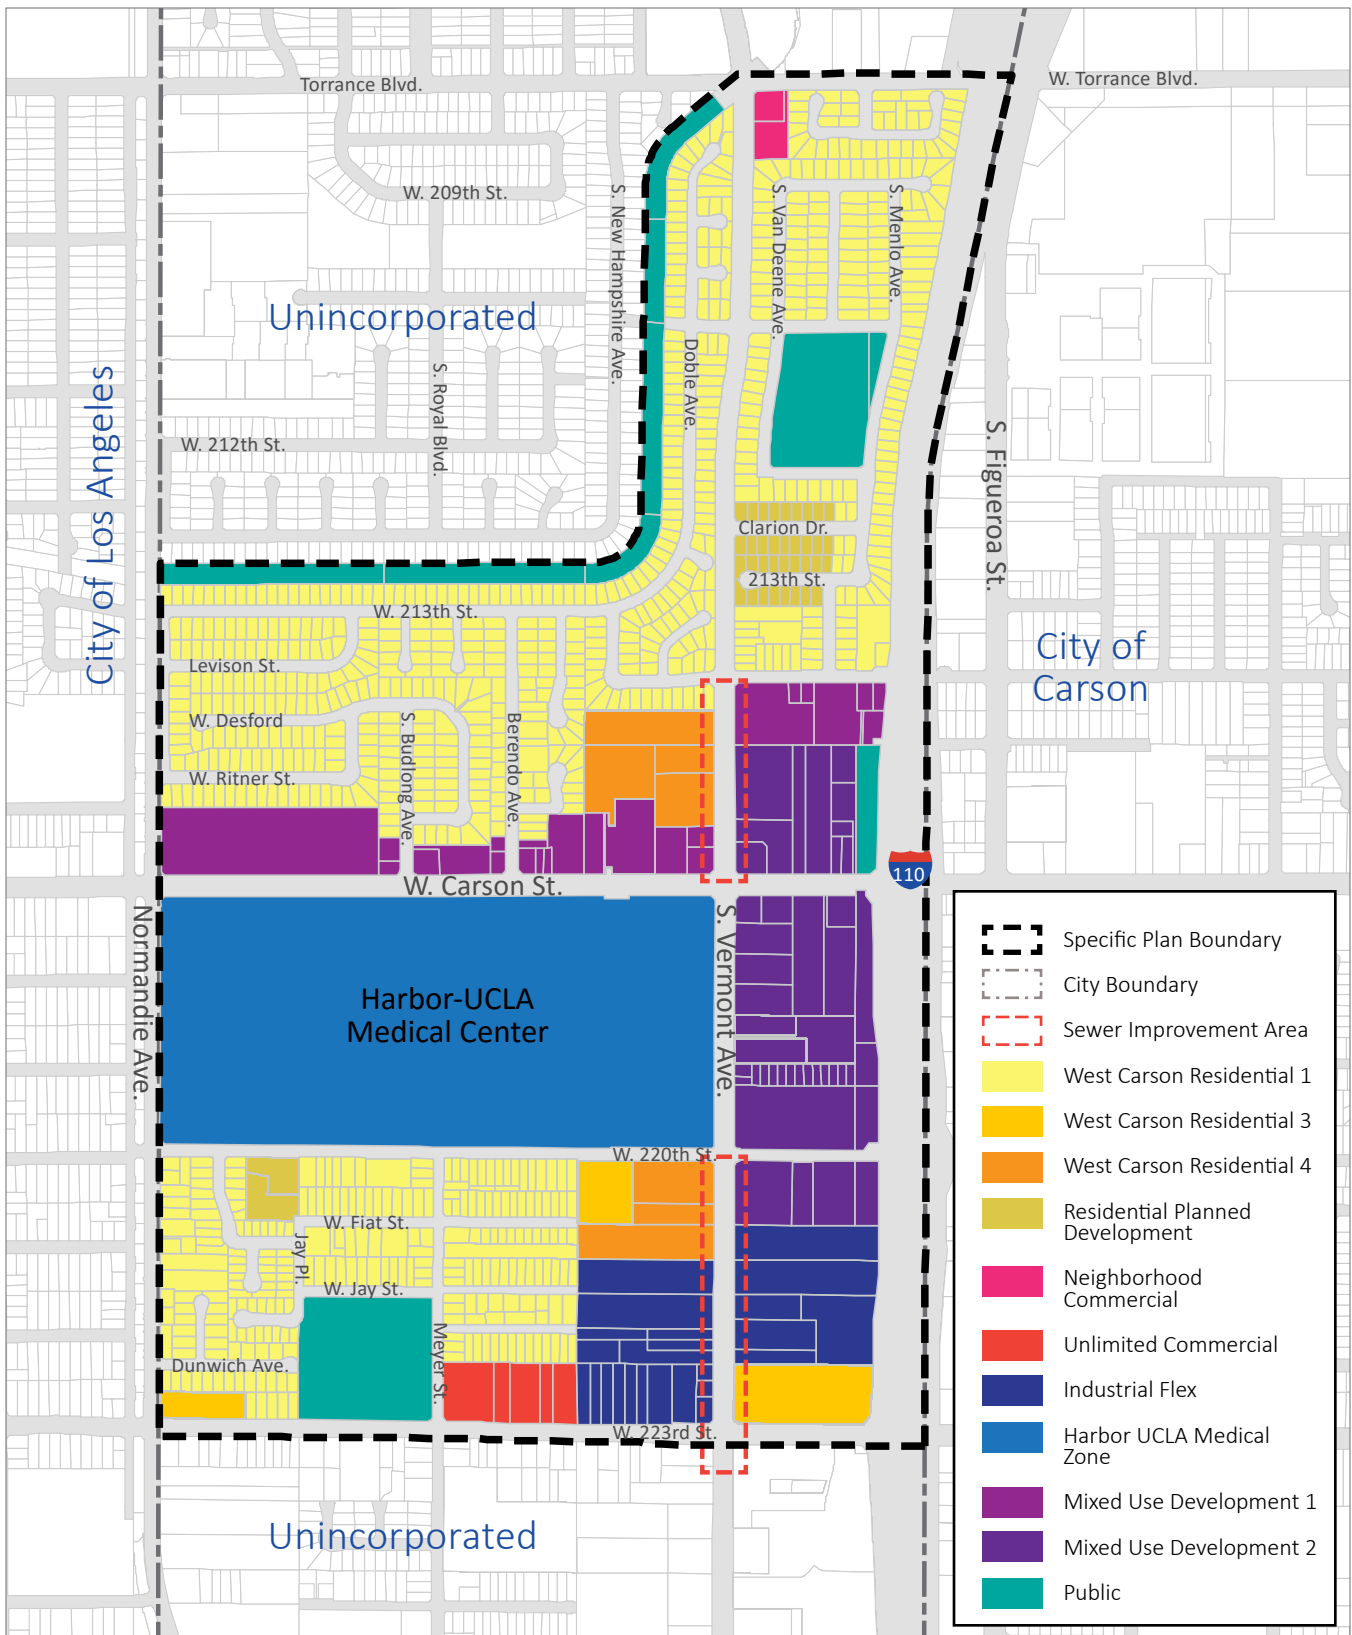 Torrance Blvd.
W. Torrance Blvd.
W. 209th St.
S. New Hampshire Ave.
S. Van Deene Ave.
S. Menlo Ave.
Unincorporated
Doble Ave.
S. Royal Blvd.
City of Los Angeles
W. 212th St.
S. Figueroa St.
Clarion Dr.
213th St.
W. 213th St.
City of
Carson
Levison St.
W. Desford
S. Budlong Ave.
Berendo Ave.
W. Ritner St.
110
W. Carson St.
Normandie Ave.
S. Vermont Ave.
Harbor-UCLA
Medical Center
W. 220th St.
W. Fiat St.
Jay Pl.
W. Jay St.
Meyer St.
Dunwich Ave.
W. 223rd St.
Unincorporated
Specific Plan Boundary
City Boundary
Sewer Improvement Area
West Carson Residential 1
West Carson Residential 3
West Carson Residential 4
Residential Planned
Development
Neighborhood
Commercial
Unlimited Commercial
Industrial Flex
Harbor UCLA Medical
Zone
Mixed Use Development 1
Mixed Use Development 2
Public